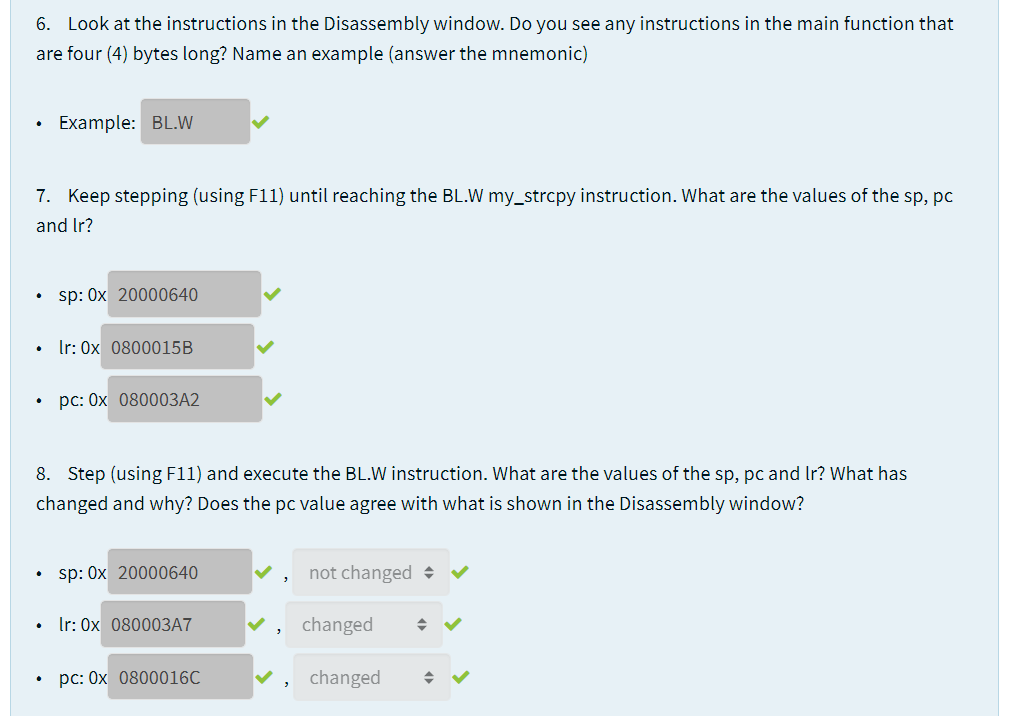 6. Look at the instructions in the Disassembly window. Do you see any instructions in the main function that
are four (4) bytes long? Name an example (answer the mnemonic)
• Example: BL.W
7. Keep stepping (using F11) until reaching the BL.W my_strcpy instruction. What are the values of the sp, pc
and lr?
• sp: 0x 20000640
• lr: 0x 0800015B
• pc: 0x 080003A2
8. Step (using F11) and execute the BL.W instruction. What are the values of the sp, pc and lr? What has
changed and why? Does the pc value agree with what is shown in the Disassembly window?
• sp: 0x 20000640 , not changed
• lr: 0x 080003A7 , changed
• pc: 0x 0800016C , changed